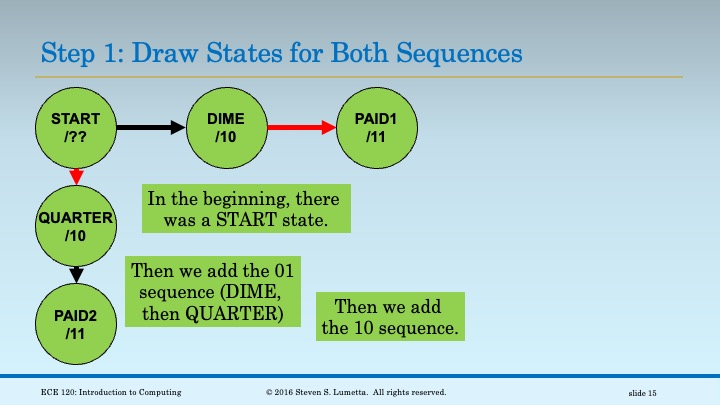 Step 1: Draw States for Both Sequences
START
/??
DIME
/10
PAID1
/11
QUARTER
/10
In the beginning, there
was a START state.
Then we add the 01
sequence (DIME,
then QUARTER)
Then we add
the 10 sequence.
PAID2
/11
ECE 120: Introduction to Computing
© 2016 Steven S. Lumetta. All rights reserved.
slide 15